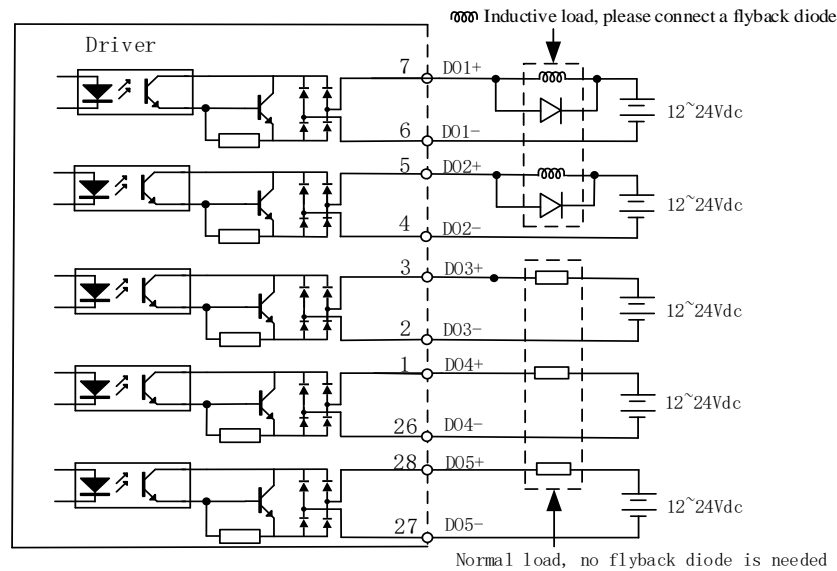 Inductive load, please connect a flyback diode
Driver
7 DO1+
12~24Vdc
6 DO1-
5 DO2+
12~24Vdc
4 DO2-
3 DO3+
12~24Vdc
2 DO3-
1 DO4+
12~24Vdc
26 DO4-
28 DO5+
12~24Vdc
27 DO5-
Normal load, no flyback diode is needed